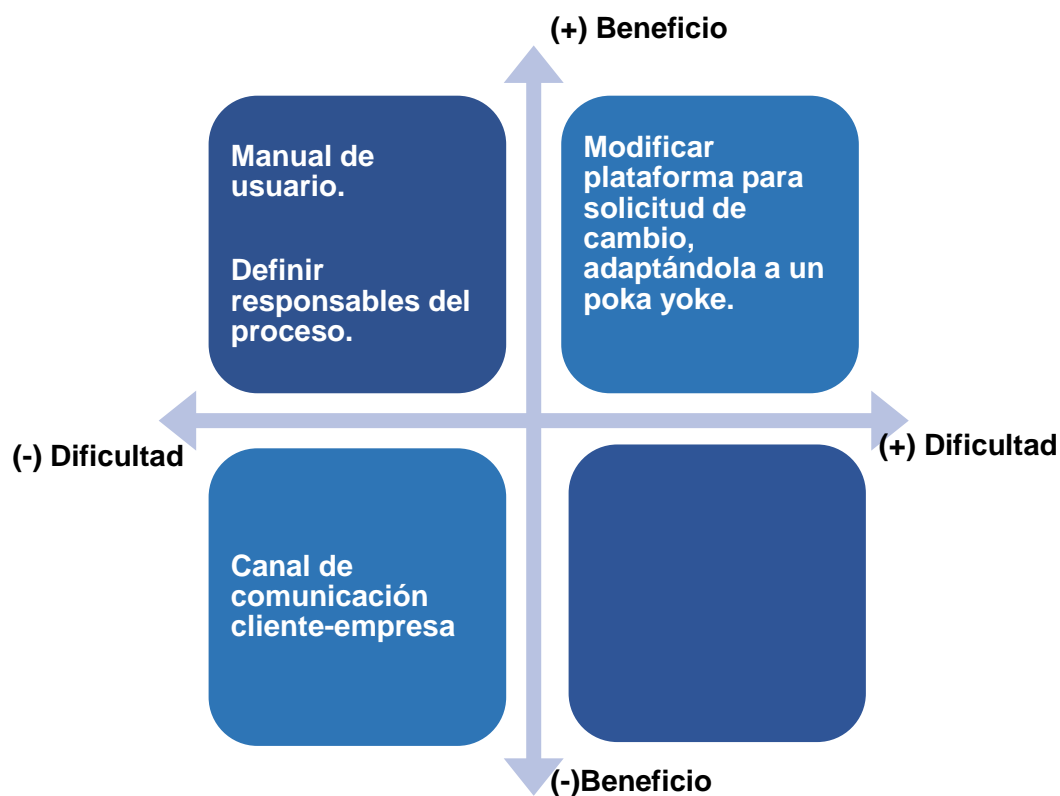 (+) Beneficio
Manual de
usuario.
Definir
responsables del
proceso.
Modificar
plataforma para
solicitud de
cambio,
adaptándola a un
poka yoke.
(-) Dificultad
(+) Dificultad
Canal de
comunicación
cliente-empresa
(-)Beneficio